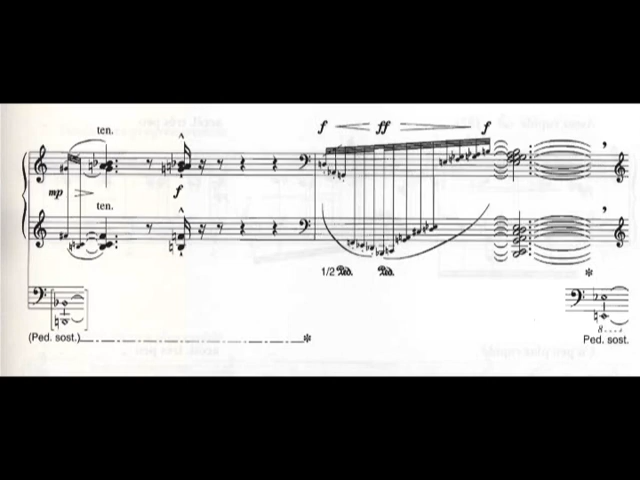 ten.
f ff f
mp f
ten.
1/2 Ped. Ped. *
8
(Ped. sost.) * Ped. sost.